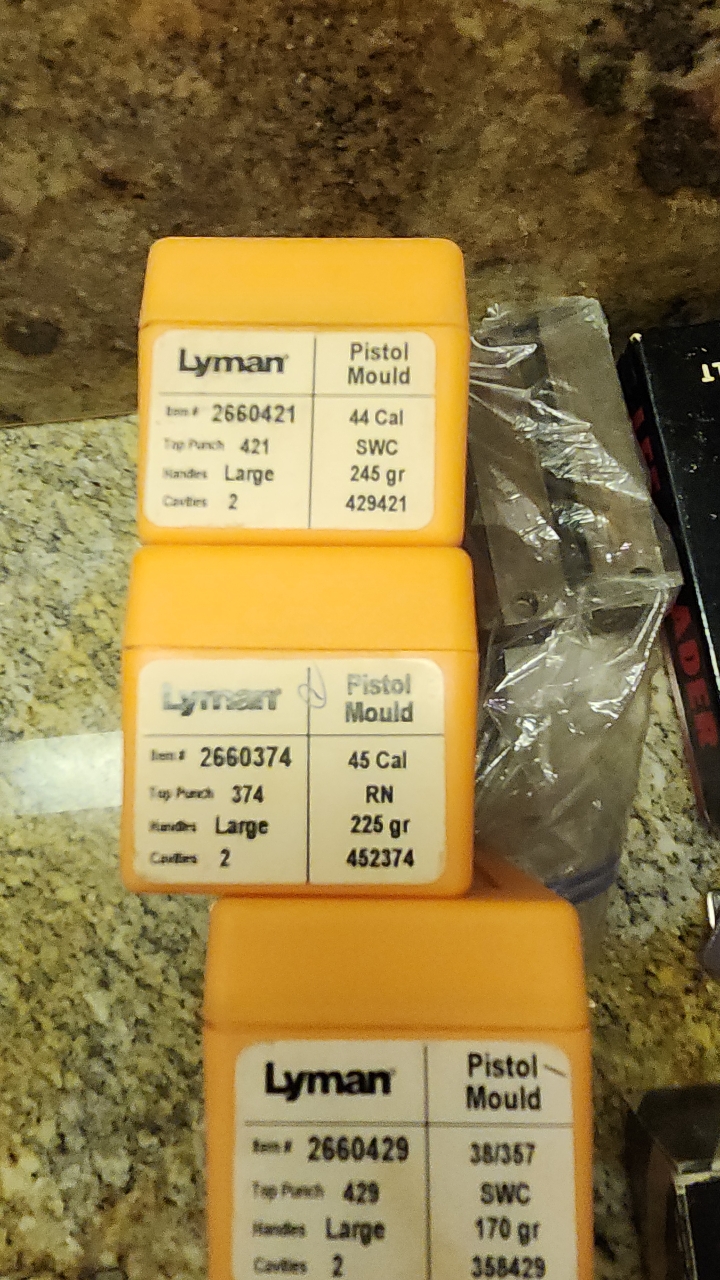 Lyman
Pistol
Mould
Item # 2660421
44 Cal
Top Punch 421
SWC
Handles Large
245 gr
Cavities 2
429421
Lyman
Pistol
Mould
Item # 2660374
45 Cal
Top Punch 374
RN
Handles Large
225 gr
Cavities 2
452374
Lyman
Pistol
Mould
Item # 2660429
38/357
Top Punch 429
SWC
Handles Large
170 gr
Cavities 2
358429